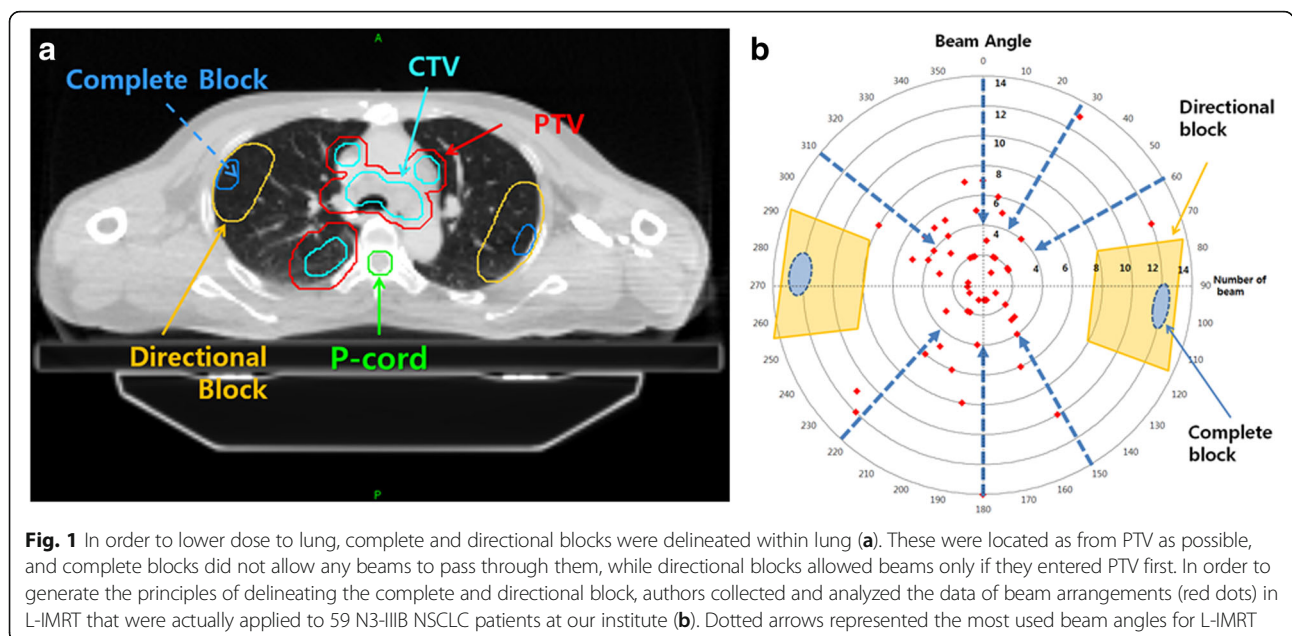 a
A
Complete Block
CTV
PTV
Directional
Block
P-cord
P
b
Beam Angle
0
10
20
30
40
50
60
70
80
90
100
110
120
130
140
150
160
170
180
190
200
210
220
230
240
250
260
270
280
290
300
310
320
330
340
350
14
12
10
8
6
4
4
6
8
10
12
14
Number of
beam
Directional
block
Complete
block
Fig. 1 In order to lower dose to lung, complete and directional blocks were delineated within lung (a). These were located as from PTV as possible,
and complete blocks did not allow any beams to pass through them, while directional blocks allowed beams only if they entered PTV first. In order to
generate the principles of delineating the complete and directional block, authors collected and analyzed the data of beam arrangements (red dots) in
L-IMRT that were actually applied to 59 N3-IIIB NSCLC patients at our institute (b). Dotted arrows represented the most used beam angles for L-IMRT